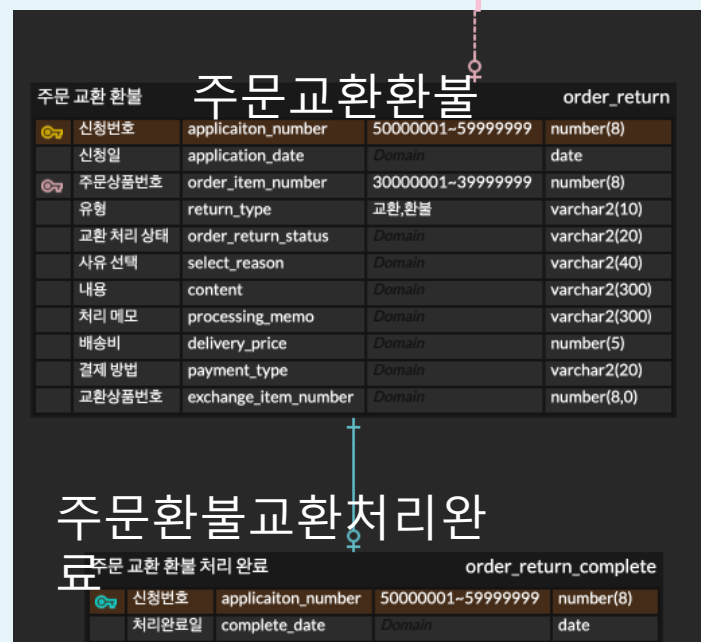 주문교환환불
주문 교환 환불 order_return
신청번호 applicaiton_number 50000001~59999999 number(8)
신청일 application_date Domain date
주문상품번호 order_item_number 30000001~39999999 number(8)
유형 return_type 교환,환불 varchar2(10)
교환 처리 상태 order_return_status Domain varchar2(20)
사유 선택 select_reason Domain varchar2(40)
내용 content Domain varchar2(300)
처리 메모 processing_memo Domain varchar2(300)
배송비 delivery_price Domain number(5)
결제 방법 payment_type Domain varchar2(20)
교환상품번호 exchange_item_number Domain number(8,0)
주문환불교환처리완
료
주문 교환 환불 처리 완료 order_return_complete
신청번호 applicaiton_number 50000001~59999999 number(8)
처리완료일 complete_date Domain date